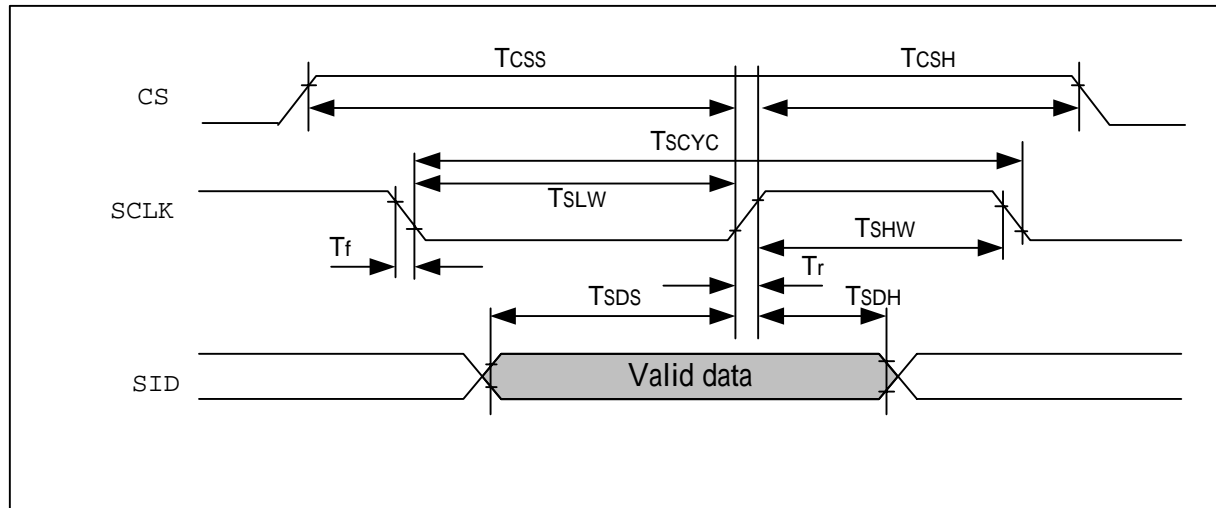 TCSS
TCSH
CS
TSCYC
TSLW
SCLK
TSHW
Tf
Tr
TSDS
TSDH
Valid data
SID